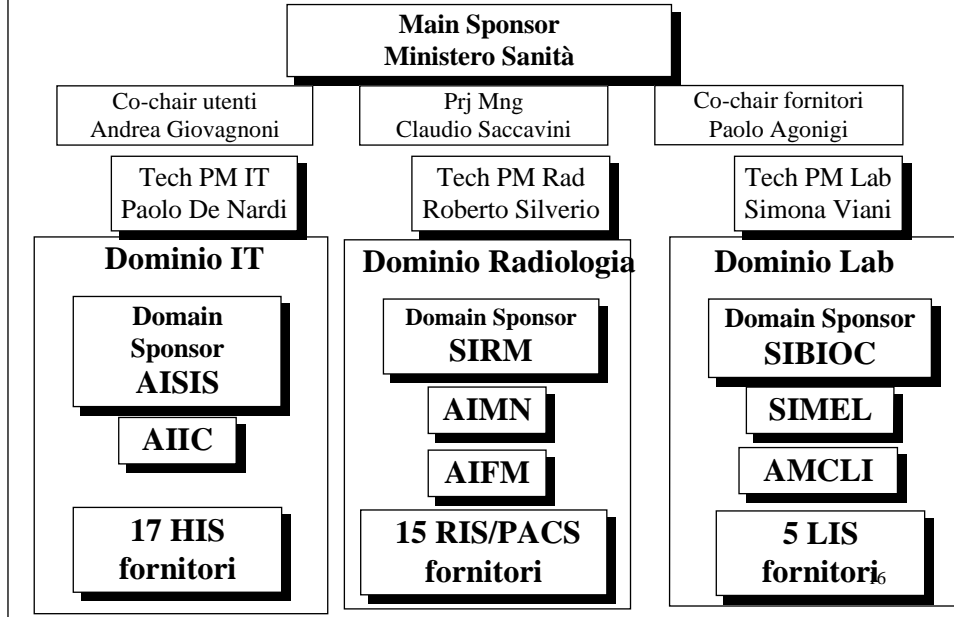 Main Sponsor
Ministero Sanità
Co-chair utenti
Andrea Giovagnoni
Prj Mng
Claudio Saccavini
Co-chair fornitori
Paolo Agonigi
Tech PM IT
Paolo De Nardi
Tech PM Rad
Roberto Silverio
Tech PM Lab
Simona Viani
Dominio IT
Domain
Sponsor
AISIS
AIIC
17 HIS
fornitori
Dominio Radiologia
Domain Sponsor
SIRM
AIMN
AIFM
15 RIS/PACS
fornitori
Dominio Lab
Domain Sponsor
SIBIOC
SIMEL
AMCLI
5 LIS
fornitori
16